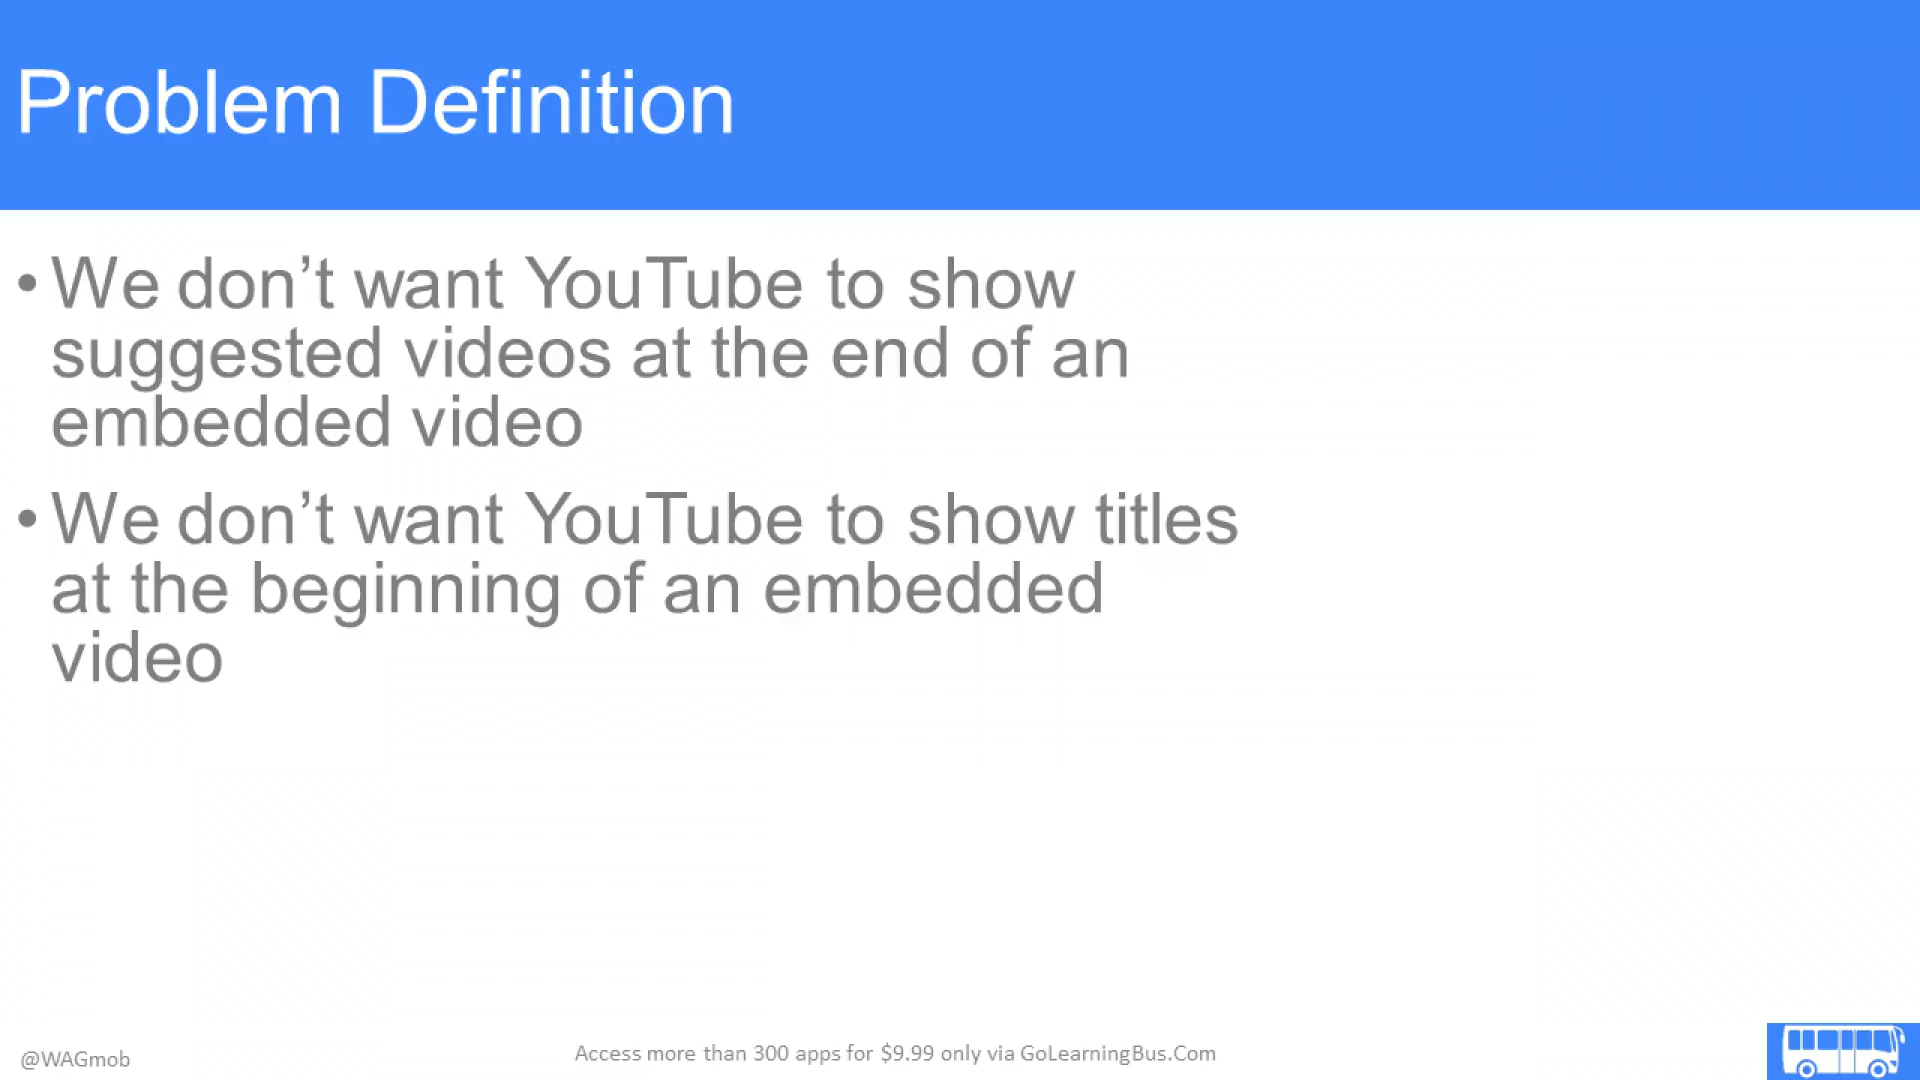 Problem Definition
• We don’t want YouTube to show
suggested videos at the end of an
embedded video
• We don’t want YouTube to show titles
at the beginning of an embedded
video
@WAGmob
Access more than 300 apps for $9.99 only via GoLearningBus.Com